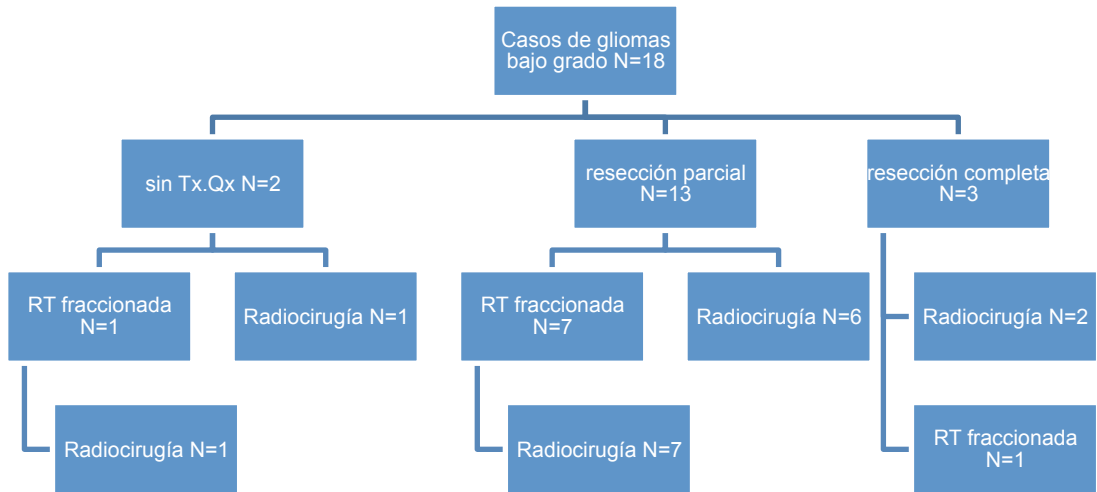 Casos de gliomas
bajo grado N=18
sin Tx.Qx N=2
resección parcial
N=13
resección completa
N=3
RT fraccionada
N=1
Radiocirugía N=1
RT fraccionada
N=7
Radiocirugía N=6
Radiocirugía N=2
Radiocirugía N=1
Radiocirugía N=7
RT fraccionada
N=1